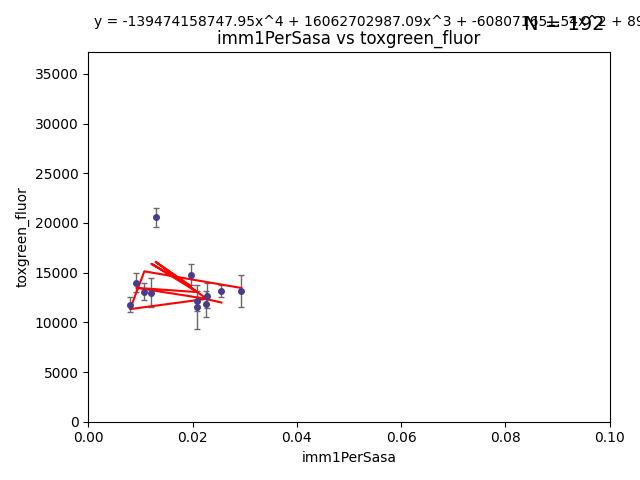 y = -139474158747.95x^4 + 16062702987.09x^3 +
N = 192
imm1PerSasa vs toxgreen_fluor
35000
30000
25000
20000
15000
10000
5000
0
toxgreen_fluor
0.00 0.02 0.04 0.06 0.08 0.10
imm1PerSasa